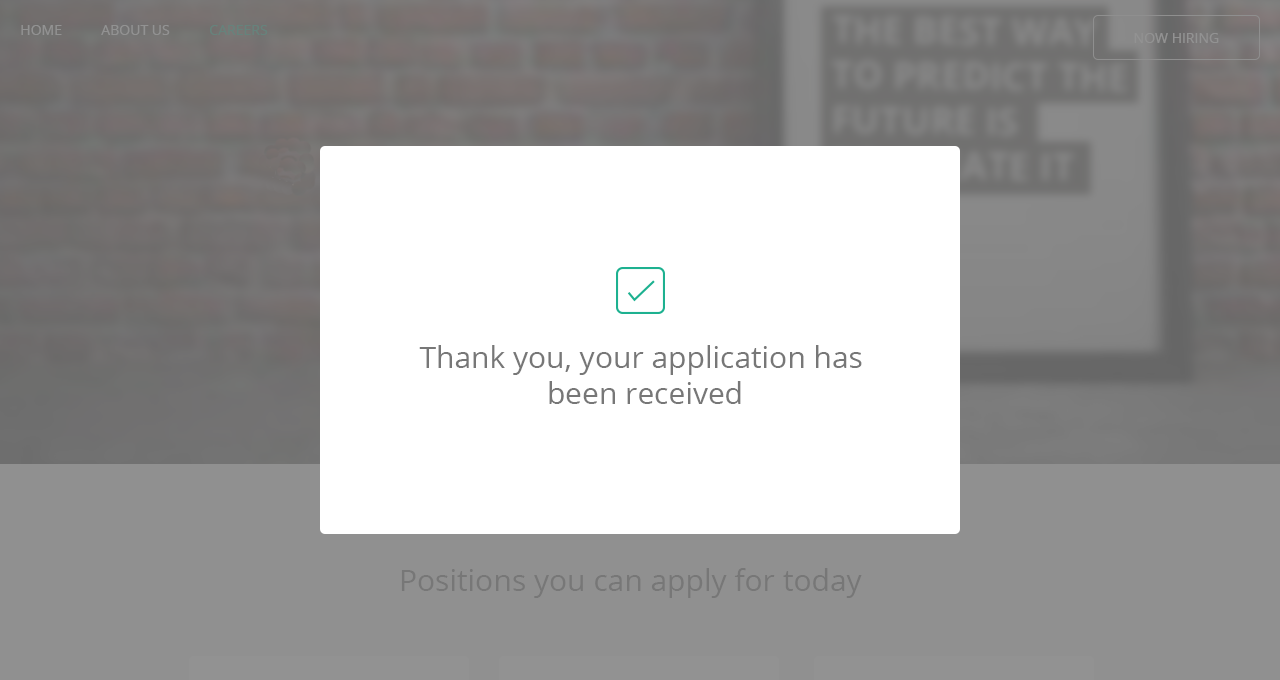 HOME ABOUT US CAREERS
NOW HIRING
THE BEST WAY
TO PREDICT THE
FUTURE IS
ATE IT
Thank you, your application has
been received
Positions you can apply for today